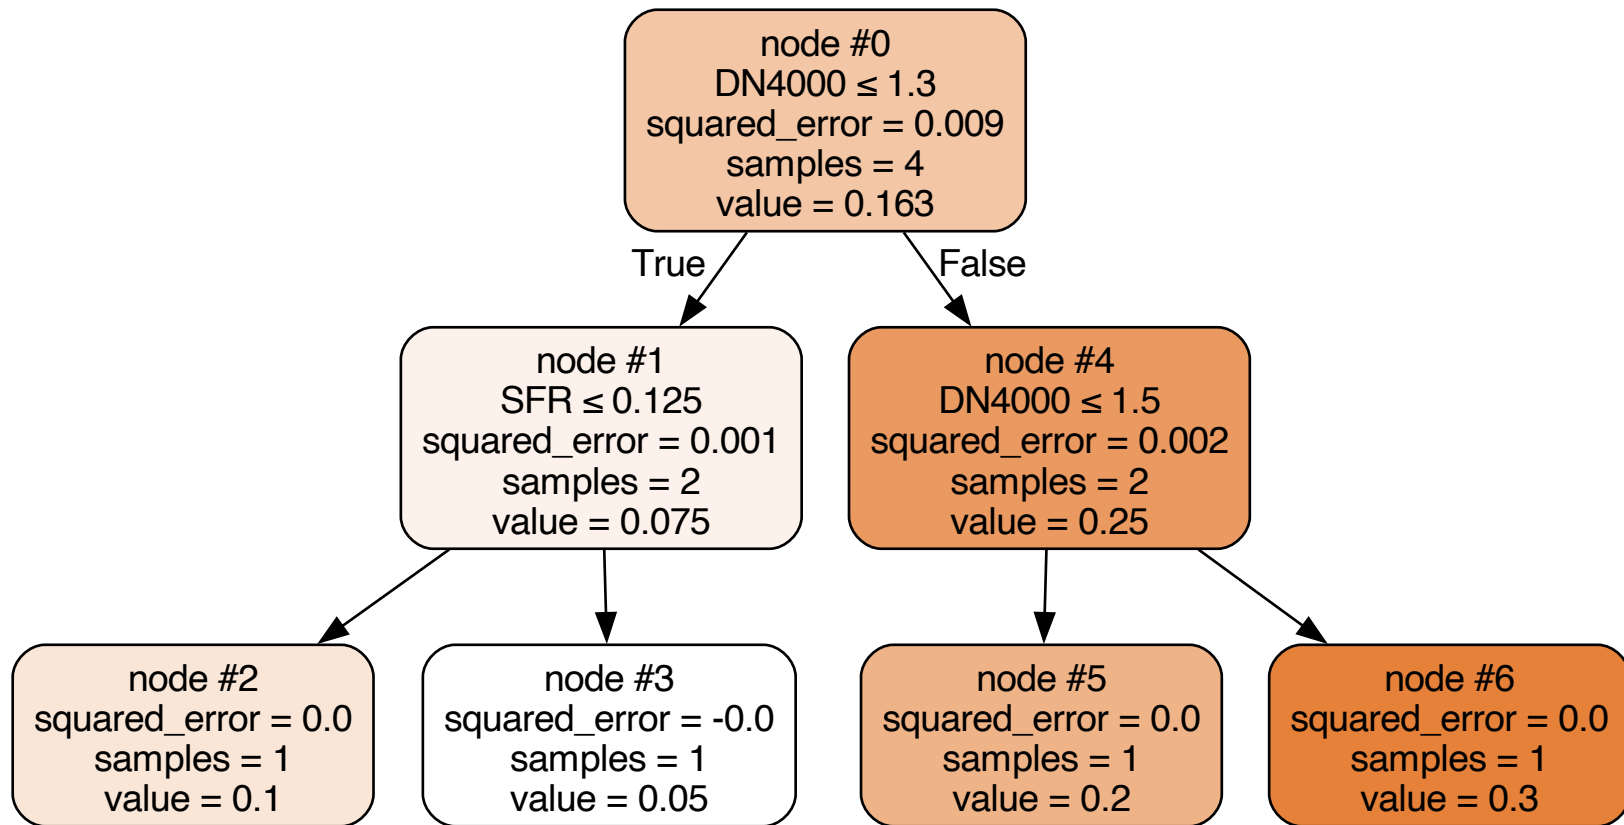 node #0
DN4000 ≤ 1.3
squared_error = 0.009
samples = 4
value = 0.163
True
False
node #1
SFR ≤ 0.125
squared_error = 0.001
samples = 2
value = 0.075
node #4
DN4000 ≤ 1.5
squared_error = 0.002
samples = 2
value = 0.25
node #2
squared_error = 0.0
samples = 1
value = 0.1
node #3
squared_error = -0.0
samples = 1
value = 0.05
node #5
squared_error = 0.0
samples = 1
value = 0.2
node #6
squared_error = 0.0
samples = 1
value = 0.3